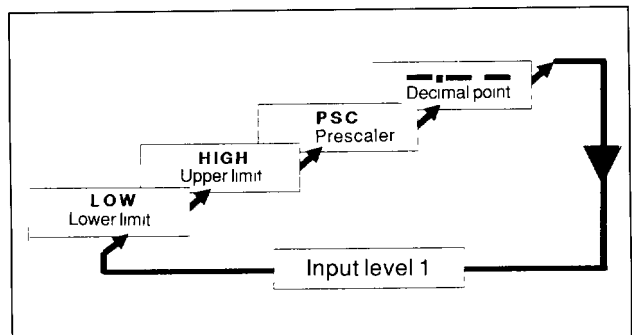 Decimal point
PSC
Prescaler
HIGH
Upper limit
LOW
Lower limit
Input level 1